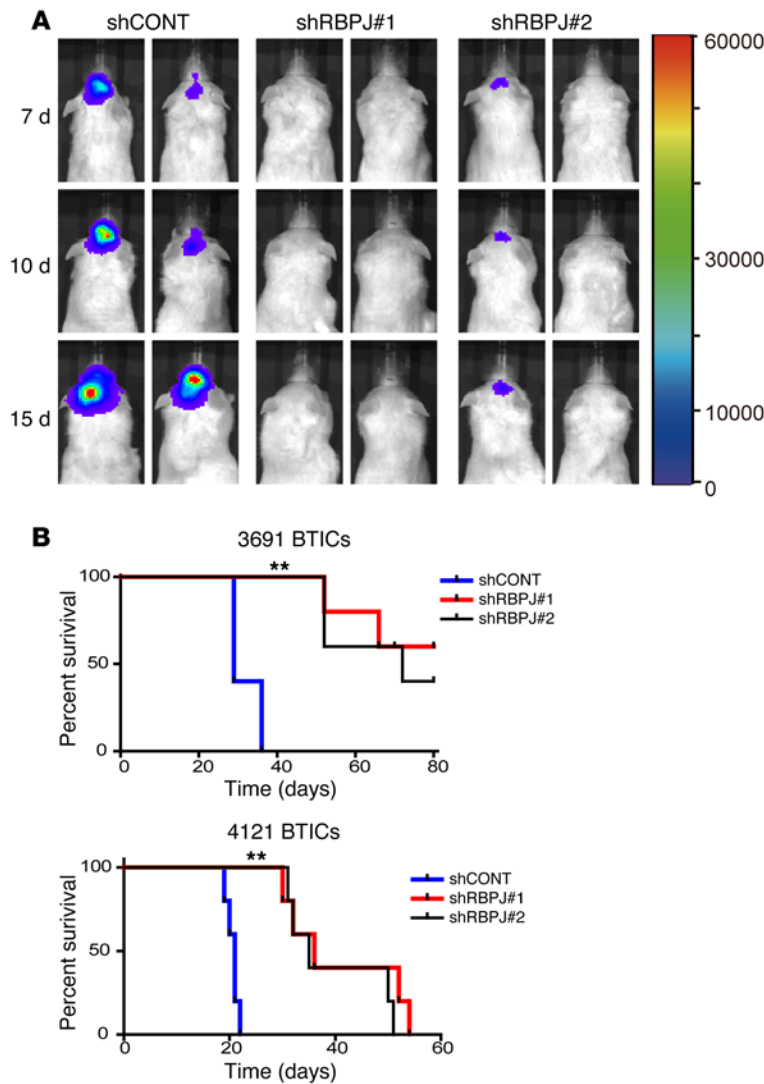 A
shCONT shRBPJ#1 shRBPJ#2
7 d
10 d
15 d
60000
30000
10000
0
B
3691 BTICs
**
100
50
0
Percent survival
0 20 40 60 80
Time (days)
shCONT
shRBPJ#1
shRBPJ#2
4121 BTICs
**
100
50
0
Percent survival
0 20 40 60
Time (days)
shCONT
shRBPJ#1
shRBPJ#2